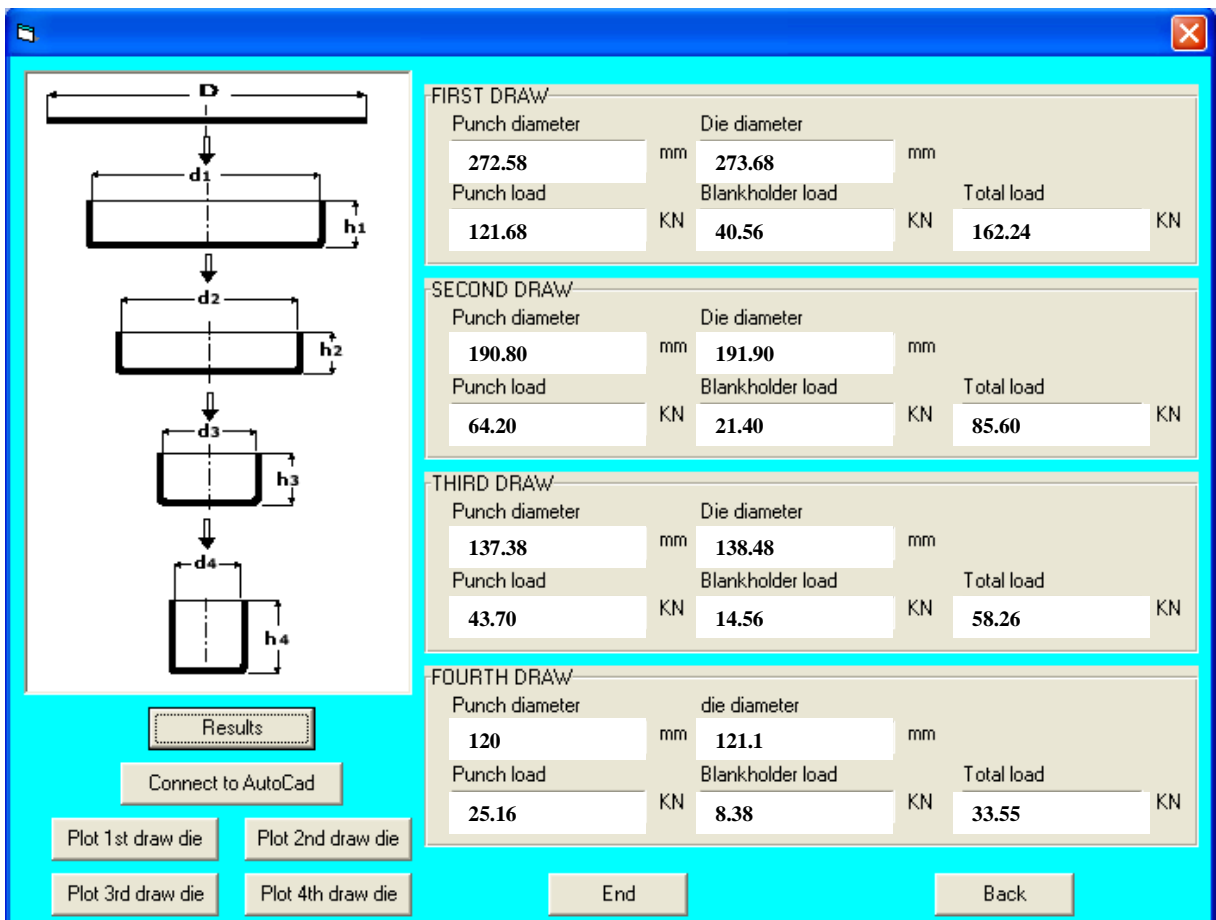 D
d1
h1
d2
h2
d3
h3
d4
h4
Results
Connect to AutoCad
Plot 1st draw die Plot 2nd draw die
Plot 3rd draw die Plot 4th draw die
FIRST DRAW
Punch diameter Die diameter
272.58 mm 273.68 mm
Punch load Blankholder load Total load
121.68 KN 40.56 KN 162.24 KN
SECOND DRAW
Punch diameter Die diameter
190.80 mm 191.90 mm
Punch load Blankholder load Total load
64.20 KN 21.40 KN 85.60 KN
THIRD DRAW
Punch diameter Die diameter
137.38 mm 138.48 mm
Punch load Blankholder load Total load
43.70 KN 14.56 KN 58.26 KN
FOURTH DRAW
Punch diameter die diameter
120 mm 121.1 mm
Punch load Blankholder load Total load
25.16 KN 8.38 KN 33.55 KN
End Back